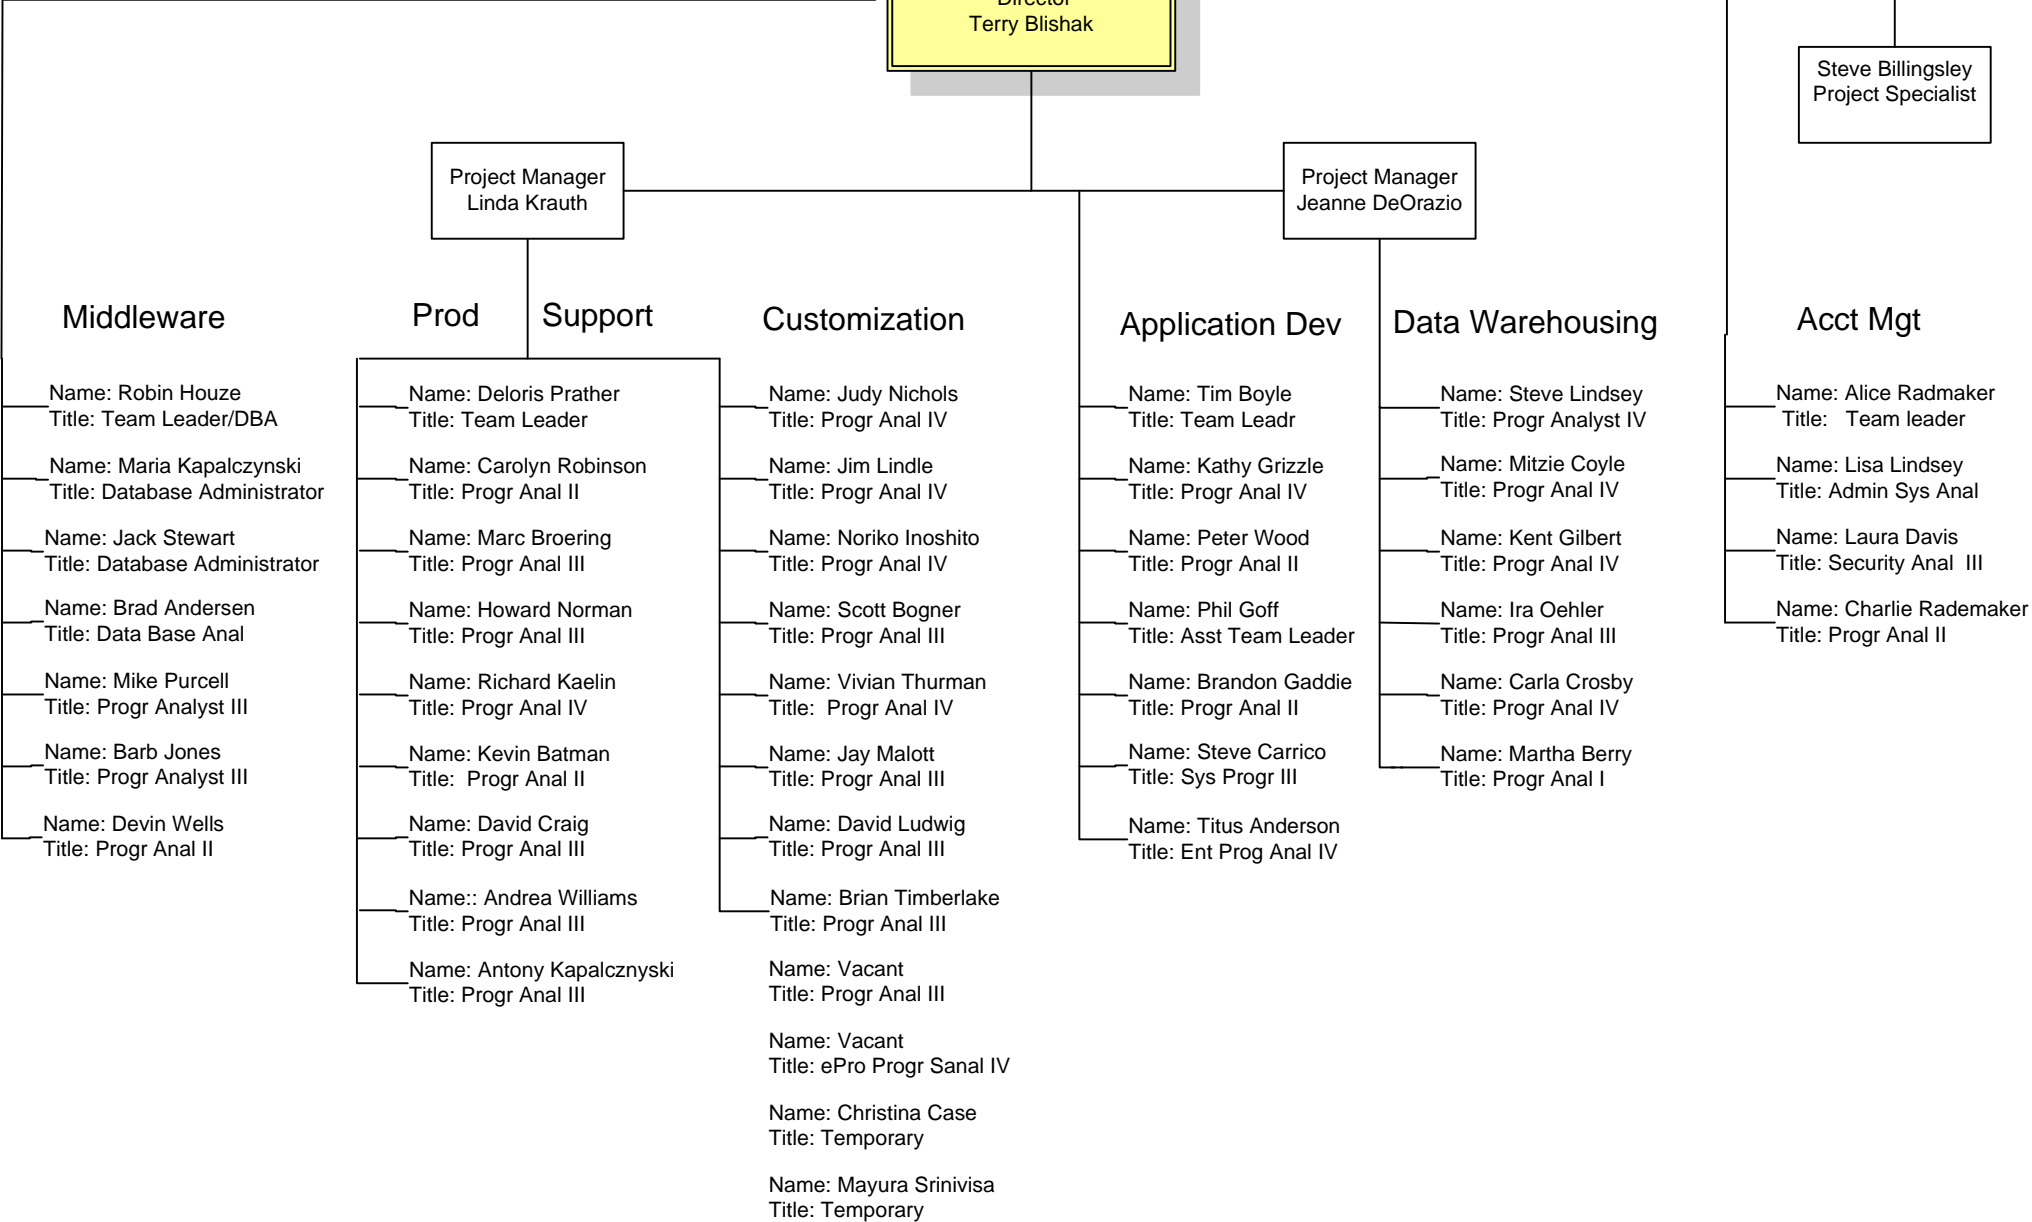 Director
Terry Blishak
Steve Billingsley
Project Specialist
Project Manager
Linda Krauth
Project Manager
Jeanne DeOrazio
Middleware
Name: Robin Houze
Title: Team Leader/DBA
Name: Maria Kapalczynski
Title: Database Administrator
Name: Jack Stewart
Title: Database Administrator
Name: Brad Andersen
Title: Data Base Anal
Name: Mike Purcell
Title: Progr Analyst III
Name: Barb Jones
Title: Progr Analyst III
Name: Devin Wells
Title: Progr Anal II
Prod Support
Name: Deloris Prather
Title: Team Leader
Name: Carolyn Robinson
Title: Progr Anal II
Name: Marc Broering
Title: Progr Anal III
Name: Howard Norman
Title: Progr Anal III
Name: Richard Kaelin
Title: Progr Anal IV
Name: Kevin Batman
Title: Progr Anal II
Name: David Craig
Title: Progr Anal III
Name:: Andrea Williams
Title: Progr Anal III
Name: Antony Kapalcznyski
Title: Progr Anal III
Customization
Name: Judy Nichols
Title: Progr Anal IV
Name: Jim Lindle
Title: Progr Anal IV
Name: Noriko Inoshito
Title: Progr Anal IV
Name: Scott Bogner
Title: Progr Anal III
Name: Vivian Thurman
Title: Progr Anal IV
Name: Jay Malott
Title: Progr Anal III
Name: David Ludwig
Title: Progr Anal III
Name: Brian Timberlake
Title: Progr Anal III
Name: Vacant
Title: Progr Anal III
Name: Vacant
Title: ePro Progr Sanal IV
Name: Christina Case
Title: Temporary
Name: Mayura Srinivisa
Title: Temporary
Application Dev
Name: Tim Boyle
Title: Team Leadr
Name: Kathy Grizzle
Title: Progr Anal IV
Name: Peter Wood
Title: Progr Anal II
Name: Phil Goff
Title: Asst Team Leader
Name: Brandon Gaddie
Title: Progr Anal II
Name: Steve Carrico
Title: Sys Progr III
Name: Titus Anderson
Title: Ent Prog Anal IV
Data Warehousing
Name: Steve Lindsey
Title: Progr Analyst IV
Name: Mitzie Coyle
Title: Progr Anal IV
Name: Kent Gilbert
Title: Progr Anal IV
Name: Ira Oehler
Title: Progr Anal III
Name: Carla Crosby
Title: Progr Anal IV
Name: Martha Berry
Title: Progr Anal I
Acct Mgt
Name: Alice Radmaker
Title: Team leader
Name: Lisa Lindsey
Title: Admin Sys Anal
Name: Laura Davis
Title: Security Anal III
Name: Charlie Rademaker
Title: Progr Anal II